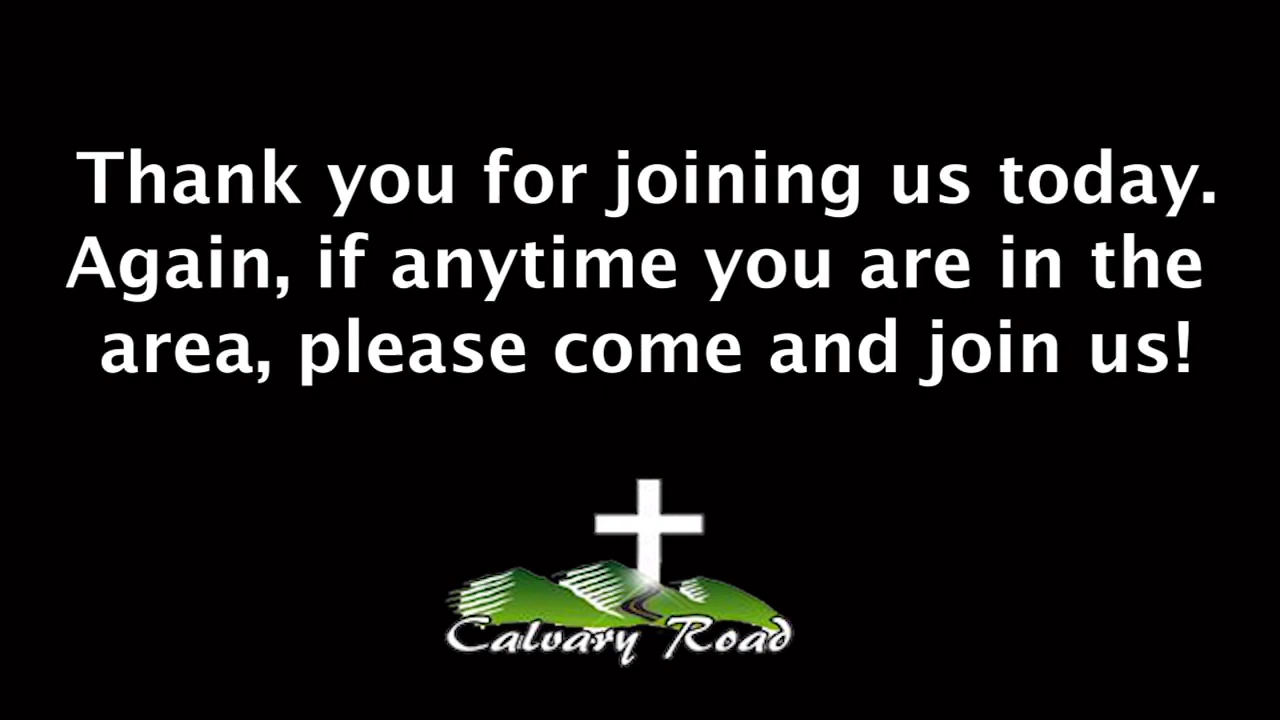 Thank you for joining us today.
Again, if anytime you are in the
area, please come and join us!
Calvary Road